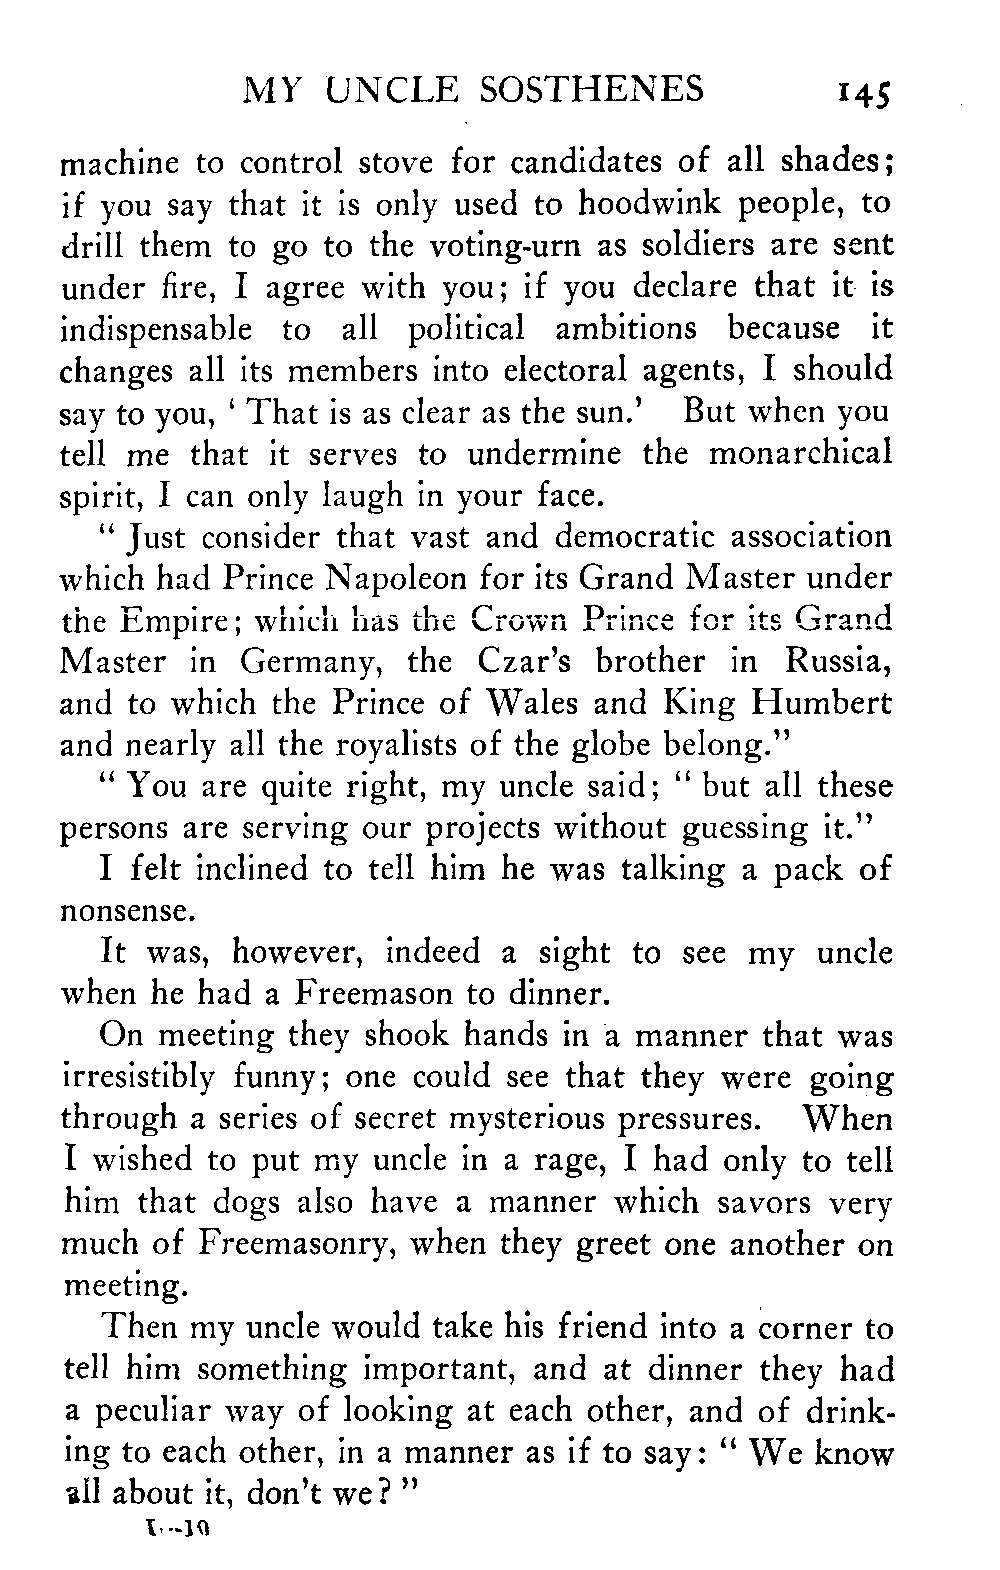 MY UNCLE SOSTHENES 145
machine to control stove for candidates of all shades;
if you say that it is only used to hoodwink people, to
drill them to go to the voting-urn as soldiers are sent
under fire, I agree with you; if you declare that it is
indispensable to all political ambitions because it
changes all its members into electoral agents, I should
say to you, ‘ That is as clear as the sun.’ But when you
tell me that it serves to undermine the monarchical
spirit, I can only laugh in your face.
“ Just consider that vast and democratic association
which had Prince Napoleon for its Grand Master under
the Empire; which has the Crown Prince for its Grand
Master in Germany, the Czar’s brother in Russia,
and to which the Prince of Wales and King Humbert
and nearly all the royalists of the globe belong.”
“ You are quite right, my uncle said; “ but all these
persons are serving our projects without guessing it.”
I felt inclined to tell him he was talking a pack of
nonsense.
It was, however, indeed a sight to see my uncle
when he had a Freemason to dinner.
On meeting they shook hands in a manner that was
irresistibly funny; one could see that they were going
through a series of secret mysterious pressures. When
I wished to put my uncle in a rage, I had only to tell
him that dogs also have a manner which savors very
much of Freemasonry, when they greet one another on
meeting.
Then my uncle would take his friend into a corner to
tell him something important, and at dinner they had
a peculiar way of looking at each other, and of drink-
ing to each other, in a manner as if to say: “ We know
all about it, don’t we? ”
I.--10